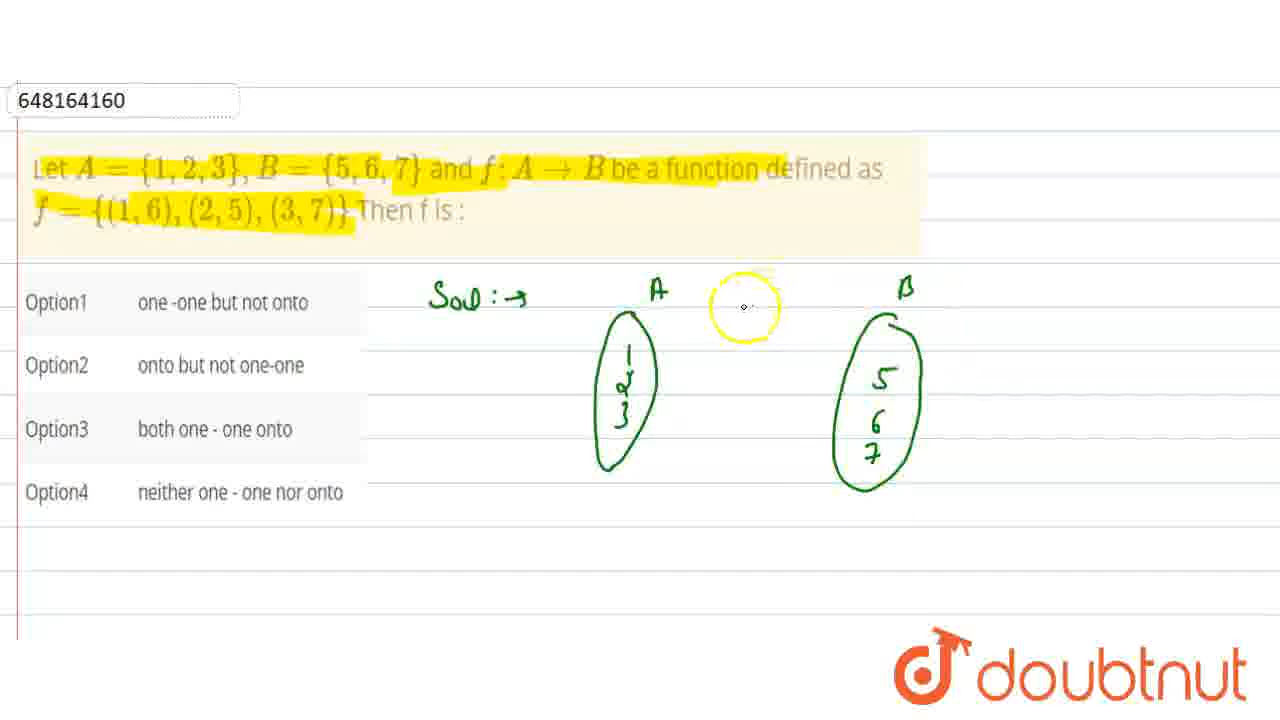 648164160
Let A = {1, 2, 3}, B = {5, 6, 7} and f : A → B be a function defined as
f = {(1, 6), (2, 5), (3, 7)} Then f is :
Option1 one -one but not onto
Option2 onto but not one-one
Option3 both one - one onto
Option4 neither one - one nor onto
Sol : →
A
B
1
2
3
5
6
7
doubtnut